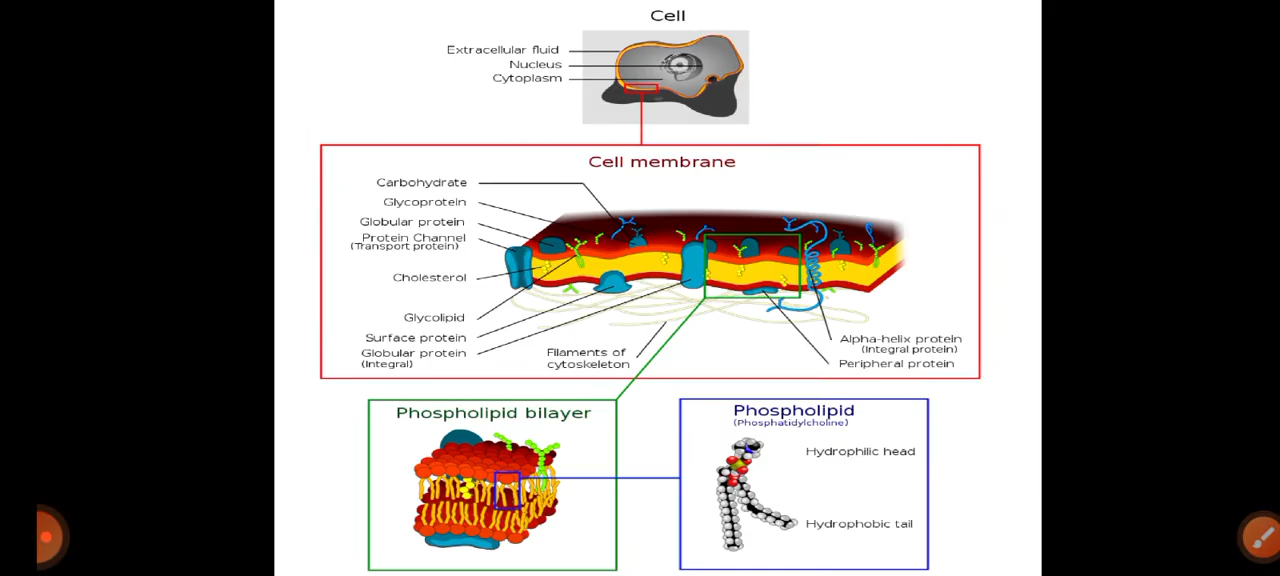 Cell
Extracellular fluid
Nucleus
Cytoplasm
Cell membrane
Carbohydrate
Glycoprotein
Globular protein
Protein Channel
(Transport protein)
Cholesterol
Glycolipid
Surface protein
Globular protein
(Integral)
Filaments of
cytoskeleton
Alpha-helix protein
(Integral protein)
Peripheral protein
Phospholipid bilayer
Phospholipid
(Phosphatidylcholine)
Hydrophilic head
Hydrophobic tail